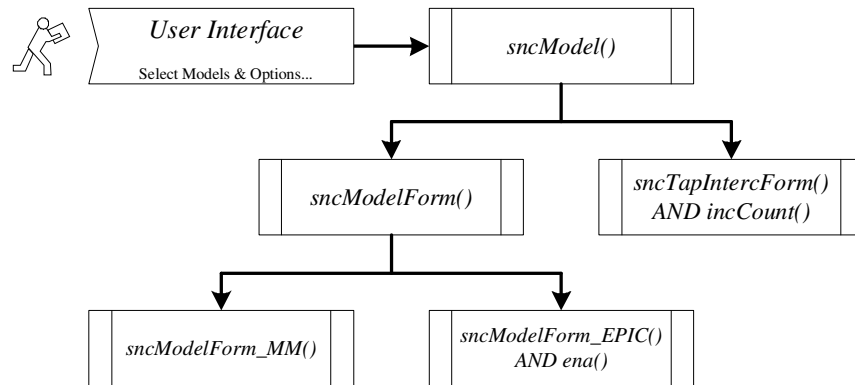 User Interface
Select Models & Options...
sncModel()
sncModelForm()
sncTapIntercForm()
AND incCount()
sncModelForm_MM()
sncModelForm_EPIC()
AND ena()